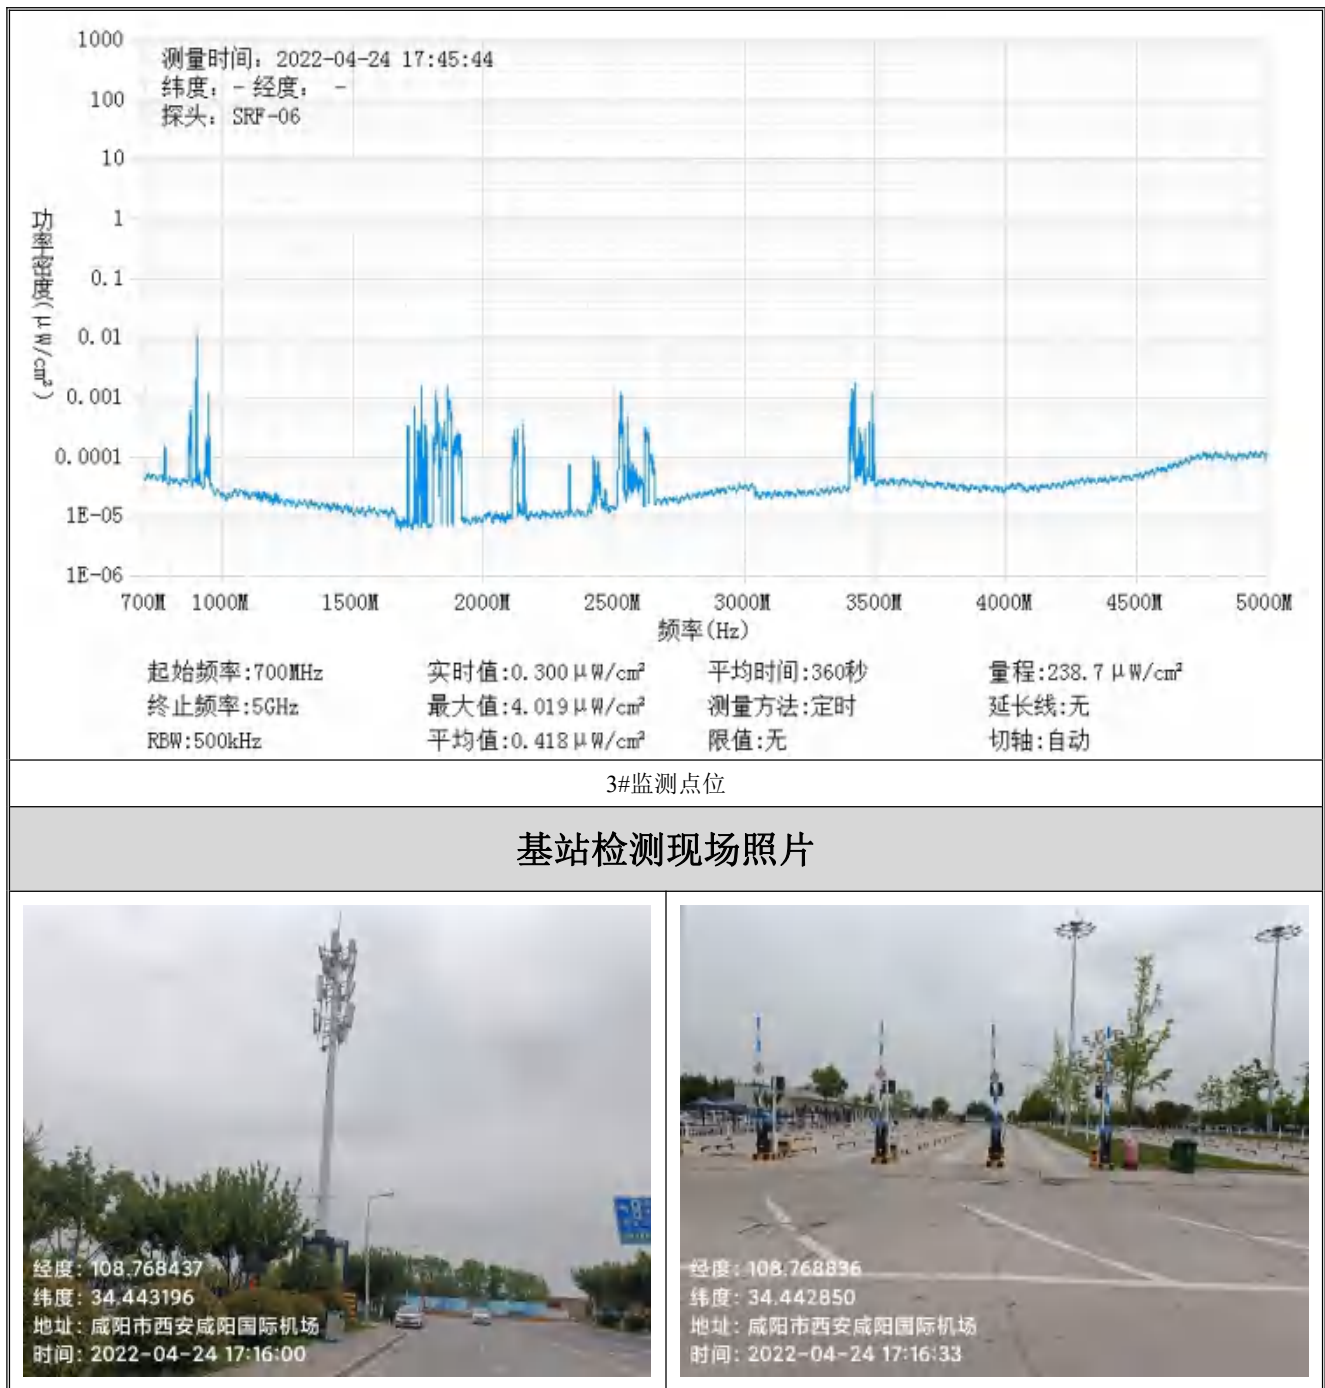 1000
100
10
1
0.1
0.01
0.001
0.0001
1E-05
1E-06
功率密度(μW/cm²)
测量时间：2022-04-24 17:45:44
纬度：- 经度： -
探头：SRF-06
700M 1000M 1500M 2000M 2500M 3000M 3500M 4000M 4500M 5000M
频率(Hz)
起始频率:700MHz 实时值:0.300μW/cm² 平均时间:360秒 量程:238.7μW/cm²
终止频率:5GHz 最大值:4.019μW/cm² 测量方法:定时 延长线:无
RBW:500kHz 平均值:0.418μW/cm² 限值:无 切轴:自动
3#监测点位
基站检测现场照片
经度：108.768437
纬度：34.443196
地址：咸阳市西安咸阳国际机场
时间：2022-04-24 17:16:00
经度：108.768836
纬度：34.442850
地址：咸阳市西安咸阳国际机场
时间：2022-04-24 17:16:33